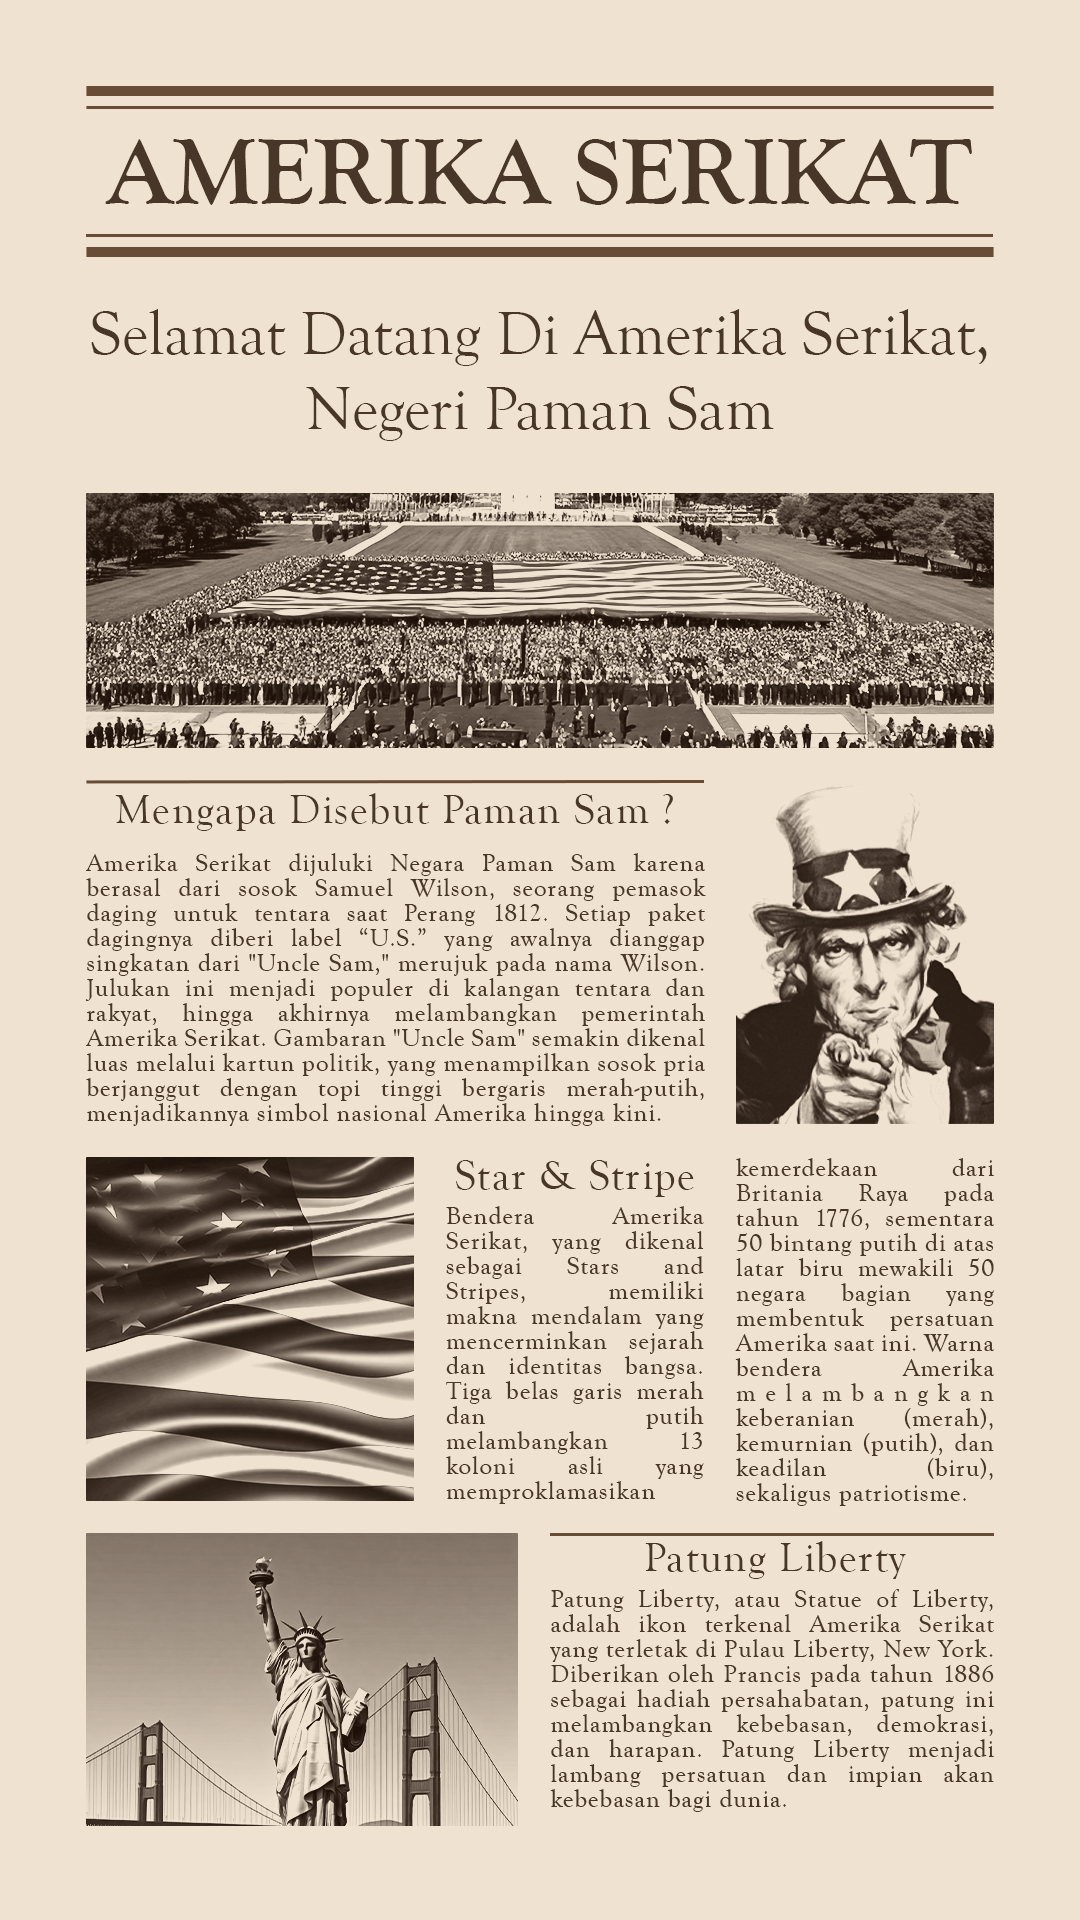 AMERIKA SERIKAT
Selamat Datang Di Amerika Serikat,
Negeri Paman Sam
Mengapa Disebut Paman Sam ?
Amerika Serikat dijuluki Negara Paman Sam karena
berasal dari sosok Samuel Wilson, seorang pemasok
daging untuk tentara saat Perang 1812. Setiap paket
dagingnya diberi label “U.S.” yang awalnya dianggap
singkatan dari "Uncle Sam," merujuk pada nama Wilson.
Julukan ini menjadi populer di kalangan tentara dan
rakyat, hingga akhirnya melambangkan pemerintah
Amerika Serikat. Gambaran "Uncle Sam" semakin dikenal
luas melalui kartun politik, yang menampilkan sosok pria
berjanggut dengan topi tinggi bergaris merah-putih,
menjadikannya simbol nasional Amerika hingga kini.
Star & Stripe
Bendera Amerika
Serikat, yang dikenal
sebagai Stars and
Stripes, memiliki
makna mendalam yang
mencerminkan sejarah
dan identitas bangsa.
Tiga belas garis merah
dan putih
melambangkan 13
koloni asli yang
memproklamasikan
kemerdekaan dari
Britania Raya pada
tahun 1776, sementara
50 bintang putih di atas
latar biru mewakili 50
negara bagian yang
membentuk persatuan
Amerika saat ini. Warna
bendera Amerika
melambangkan
keberanian (merah),
kemurnian (putih), dan
keadilan (biru),
sekaligus patriotisme.
Patung Liberty
Patung Liberty, atau Statue of Liberty,
adalah ikon terkenal Amerika Serikat
yang terletak di Pulau Liberty, New York.
Diberikan oleh Prancis pada tahun 1886
sebagai hadiah persahabatan, patung ini
melambangkan kebebasan, demokrasi,
dan harapan. Patung Liberty menjadi
lambang persatuan dan impian akan
kebebasan bagi dunia.